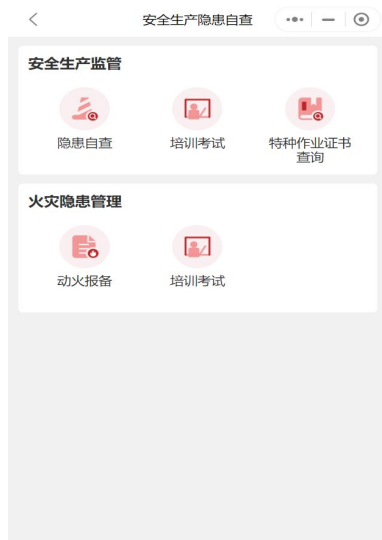 安全生产隐患自查
安全生产监管
隐患自查
培训考试
特种作业证书
查询
火灾隐患管理
动火报备
培训考试